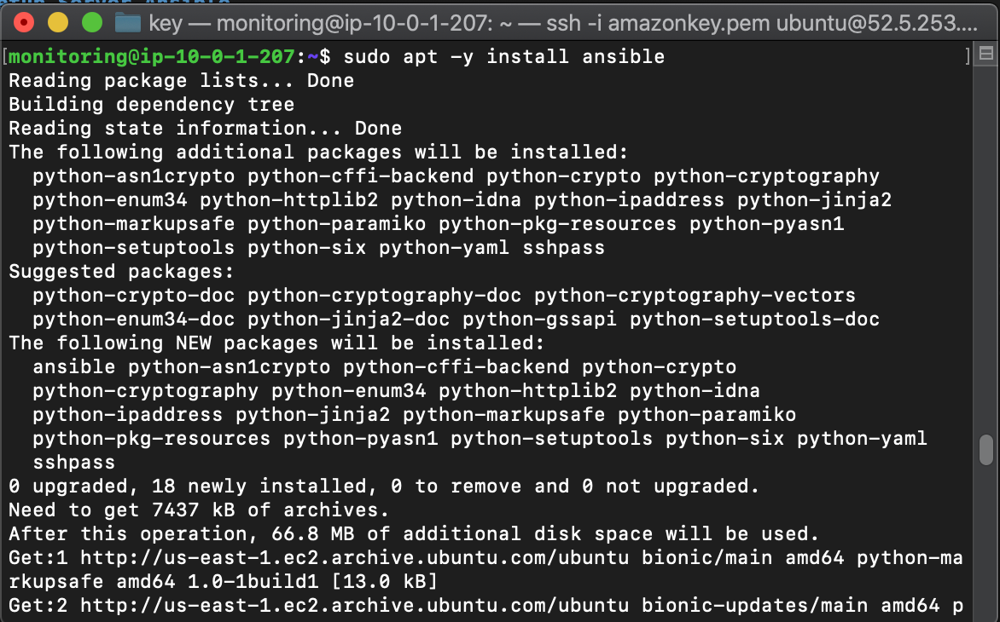 key — monitoring@ip-10-0-1-207: ~ — ssh -i amazonkey.pem ubuntu@52.5.253....
[monitoring@ip-10-0-1-207:~$ sudo apt -y install ansible ]
Reading package lists... Done
Building dependency tree
Reading state information... Done
The following additional packages will be installed:
  python-asn1crypto python-cffi-backend python-crypto python-cryptography
  python-enum34 python-httplib2 python-idna python-ipaddress python-jinja2
  python-markupsafe python-paramiko python-pkg-resources python-pyasn1
  python-setuptools python-six python-yaml sshpass
Suggested packages:
  python-crypto-doc python-cryptography-doc python-cryptography-vectors
  python-enum34-doc python-jinja2-doc python-gssapi python-setuptools-doc
The following NEW packages will be installed:
  ansible python-asn1crypto python-cffi-backend python-crypto
  python-cryptography python-enum34 python-httplib2 python-idna
  python-ipaddress python-jinja2 python-markupsafe python-paramiko
  python-pkg-resources python-pyasn1 python-setuptools python-six python-yaml
  sshpass
0 upgraded, 18 newly installed, 0 to remove and 0 not upgraded.
Need to get 7437 kB of archives.
After this operation, 66.8 MB of additional disk space will be used.
Get:1 http://us-east-1.ec2.archive.ubuntu.com/ubuntu bionic/main amd64 python-ma
rkupsafe amd64 1.0-1build1 [13.0 kB]
Get:2 http://us-east-1.ec2.archive.ubuntu.com/ubuntu bionic-updates/main amd64 p